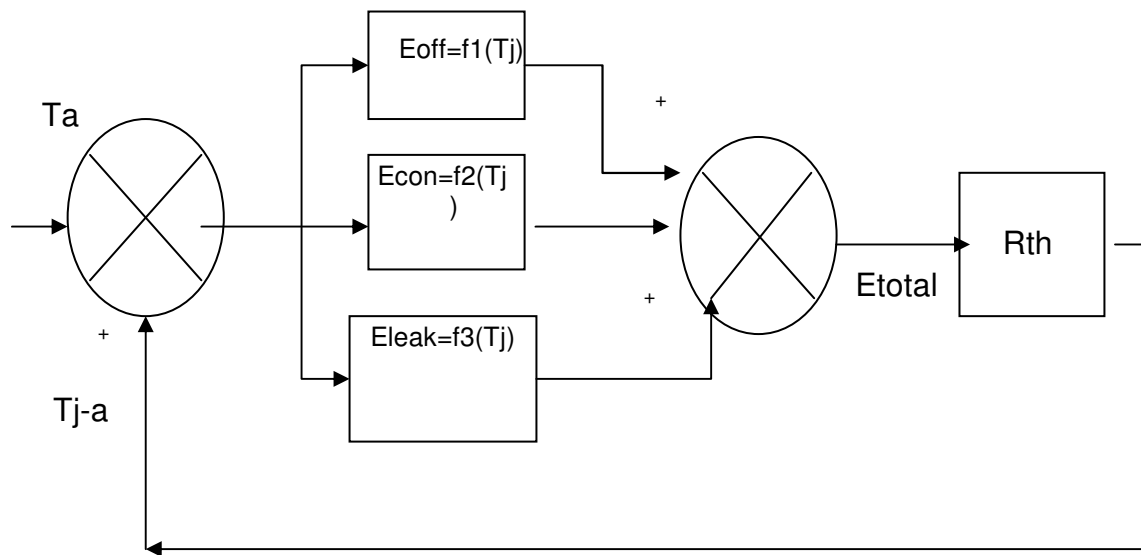 Eoff=f1(Tj)
Ta
+
Econ=f2(Tj
)
Rth
Etotal
+
+
Eleak=f3(Tj)
Tj-a